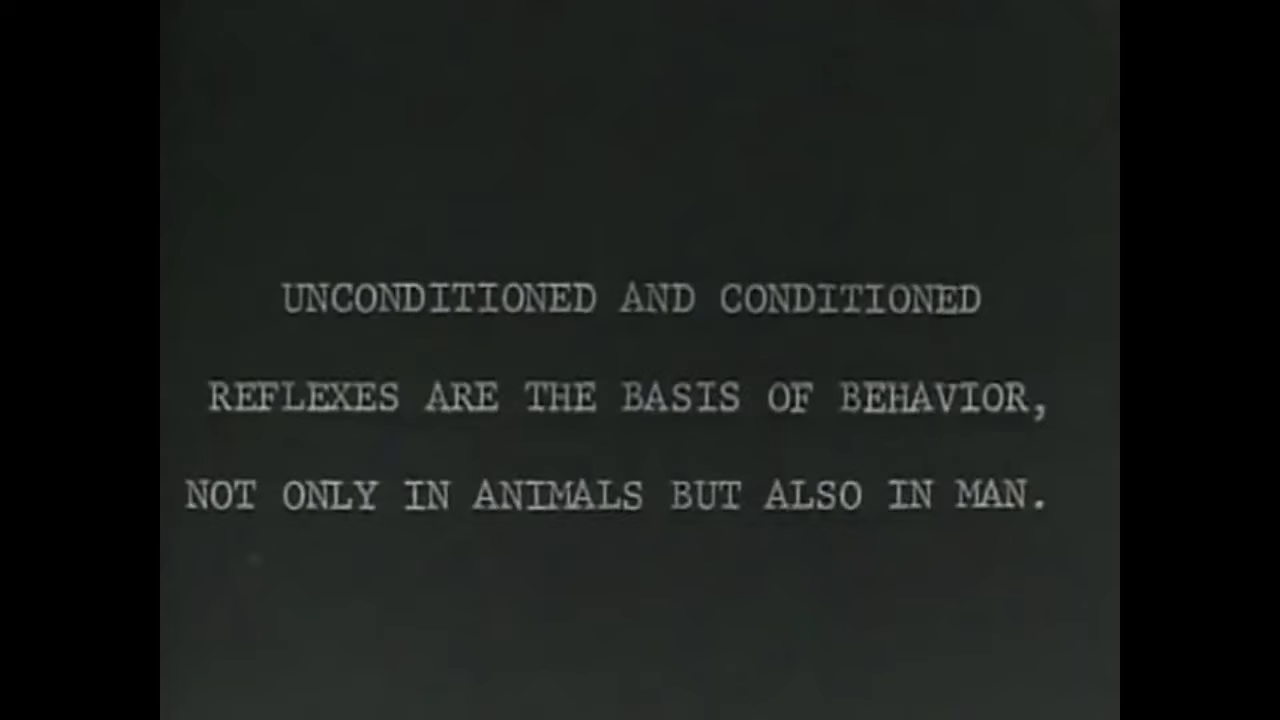 UNCONDITIONED AND CONDITIONED
REFLEXES ARE THE BASIS OF BEHAVIOR,
NOT ONLY IN ANIMALS BUT ALSO IN MAN.